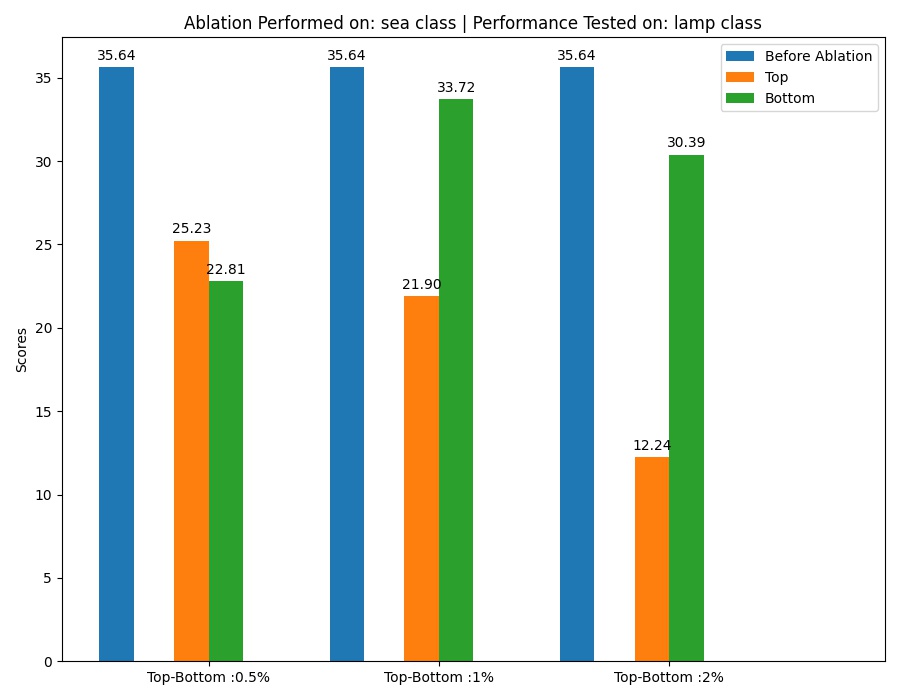 Ablation Performed on: sea class | Performance Tested on: lamp class
Before Ablation
Top
Bottom
35.64
35.64
35.64
33.72
30.39
25.23
22.81
21.90
12.24
Scores
35
30
25
20
15
10
5
0
Top-Bottom :0.5%
Top-Bottom :1%
Top-Bottom :2%